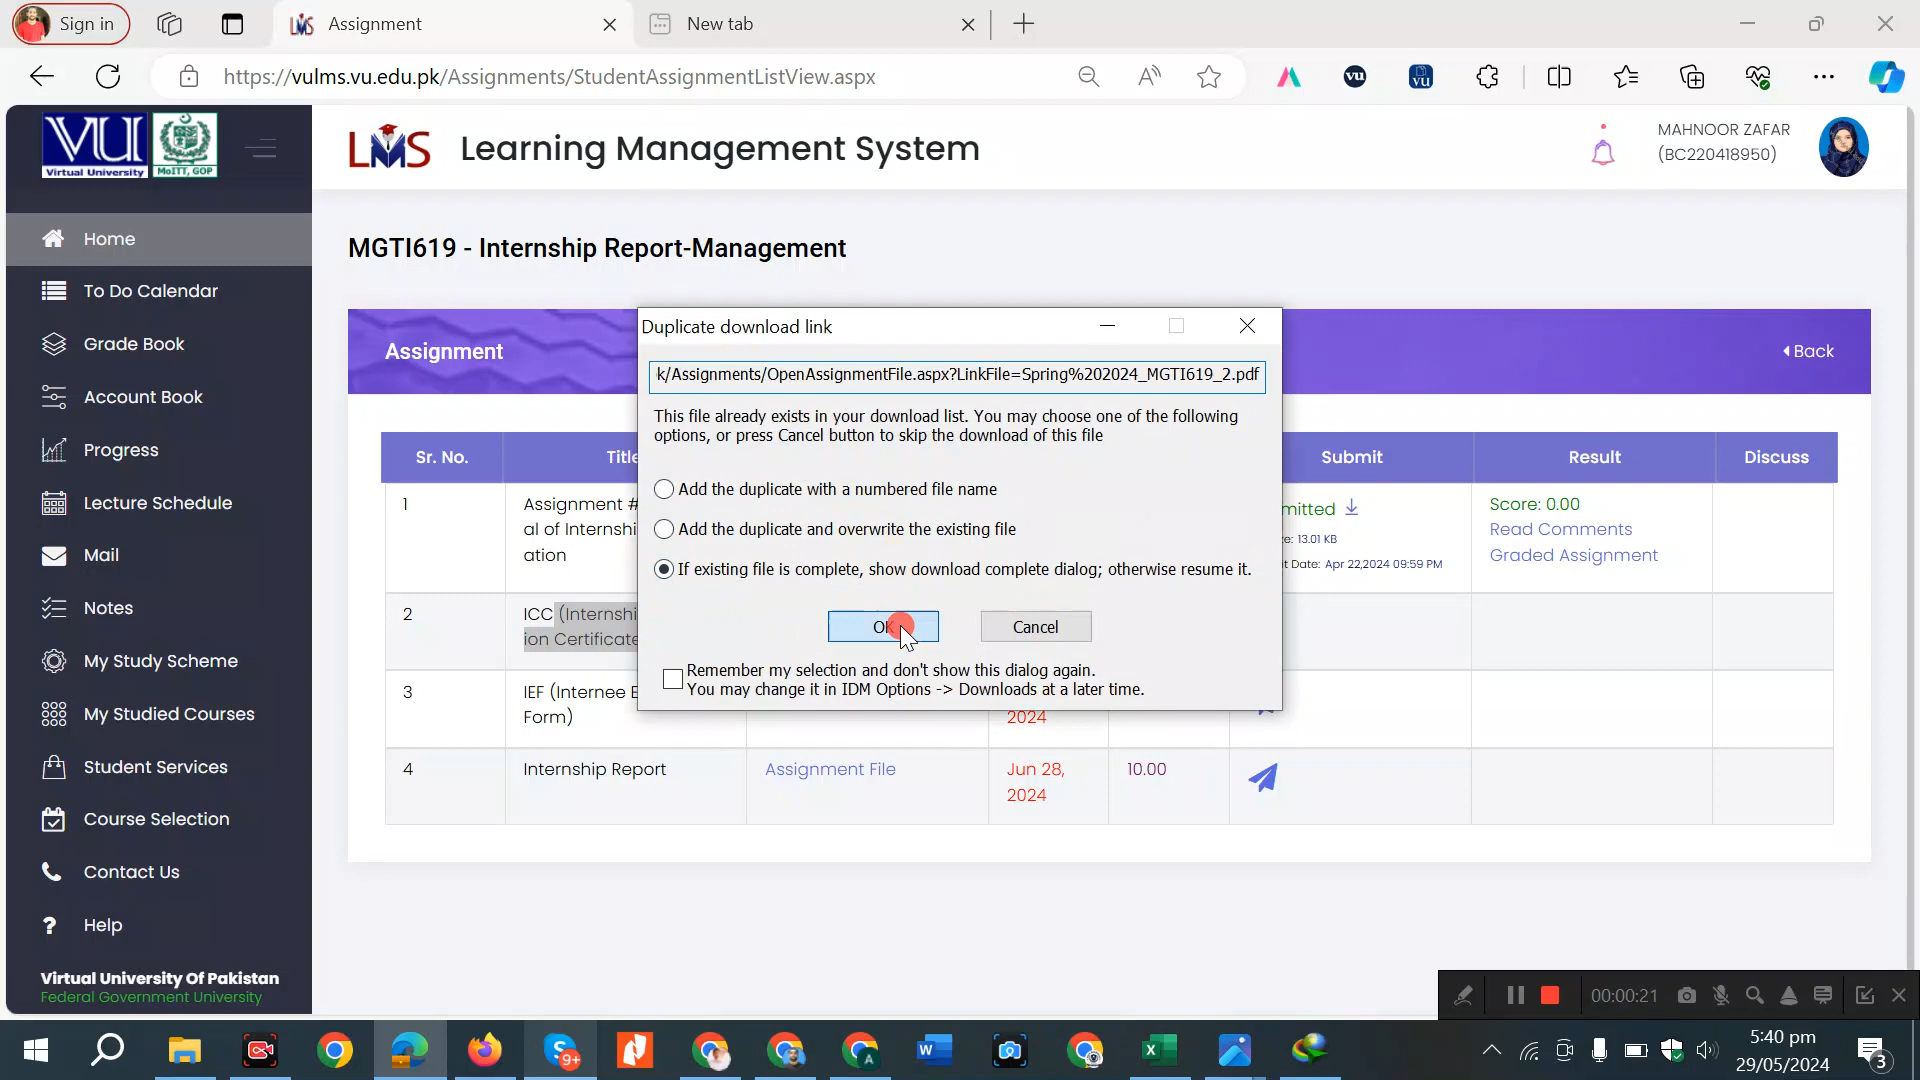 Sign in
Assignment
New tab
https://vulms.vu.edu.pk/Assignments/StudentAssignmentListView.aspx
VU
Virtual University
MoITT, GOP
LMS
Learning Management System
MAHNOOR ZAFAR
(BC220418950)
Home
To Do Calendar
Grade Book
Account Book
Progress
Lecture Schedule
Mail
Notes
My Study Scheme
My Studied Courses
Student Services
Course Selection
Contact Us
Help
Virtual University Of Pakistan
Federal Government University
MGTI619 - Internship Report-Management
Assignment
Back
Sr. No.
Submit
Result
Discuss
1
Assignment #
al of Internshi
ation
mitted
13.01 KB
Date: Apr 22,2024 09:59 PM
Score: 0.00
Read Comments
Graded Assignment
2
ICC (Internshi
ion Certificate
3
IEF (Internee E
Form)
2024
4
Internship Report
Assignment File
Jun 28,
2024
10.00
Duplicate download link
k/Assignments/OpenAssignmentFile.aspx?LinkFile=Spring%202024_MGTI619_2.pdf
This file already exists in your download list. You may choose one of the following
options, or press Cancel button to skip the download of this file
Add the duplicate with a numbered file name
Add the duplicate and overwrite the existing file
If existing file is complete, show download complete dialog; otherwise resume it.
OK
Cancel
Remember my selection and don't show this dialog again.
You may change it in IDM Options -> Downloads at a later time.
00:00:21
9+
5:40 pm
29/05/2024
3